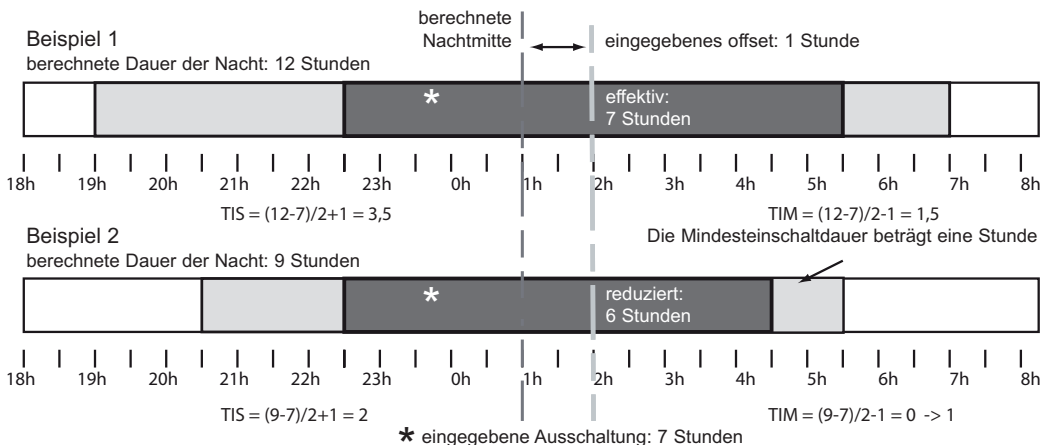 berechnete
Nachtmitte
eingegebenes offset: 1 Stunde
Beispiel 1
berechnete Dauer der Nacht: 12 Stunden
*
effektiv:
7 Stunden
18h 19h 20h 21h 22h 23h 0h 1h 2h 3h 4h 5h 6h 7h 8h
TIS = (12-7)/2+1 = 3,5
TIM = (12-7)/2-1 = 1,5
Beispiel 2
Die Mindesteinschaltdauer beträgt eine Stunde
berechnete Dauer der Nacht: 9 Stunden
*
reduziert:
6 Stunden
18h 19h 20h 21h 22h 23h 0h 1h 2h 3h 4h 5h 6h 7h 8h
TIS = (9-7)/2+1 = 2
TIM = (9-7)/2-1 = 0 -> 1
* eingegebene Ausschaltung: 7 Stunden